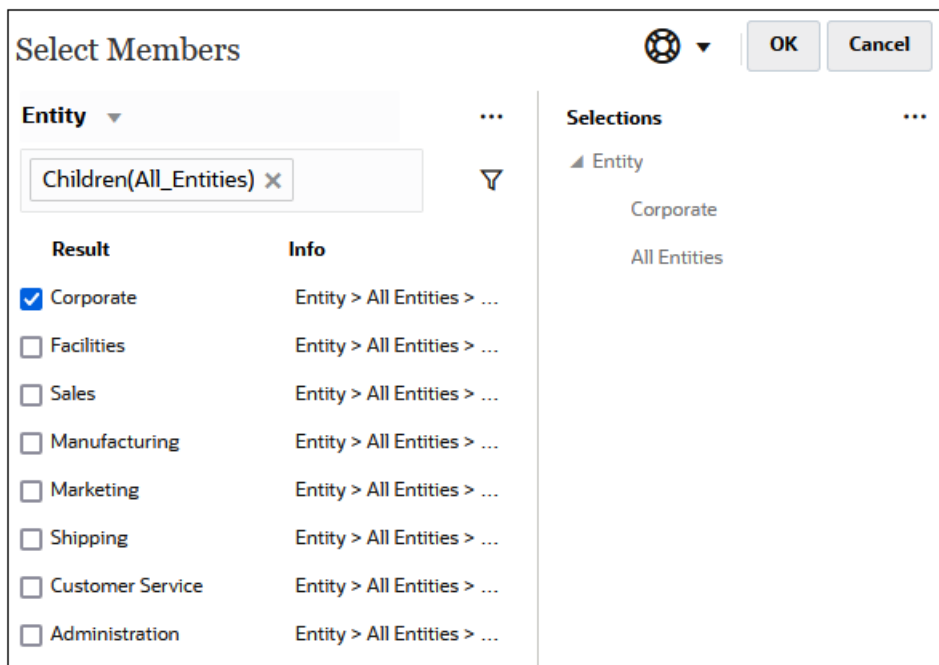 Select Members
OK
Cancel
Entity
...
Children(All_Entities)
Result Info
Corporate Entity > All Entities > ...
Facilities Entity > All Entities > ...
Sales Entity > All Entities > ...
Manufacturing Entity > All Entities > ...
Marketing Entity > All Entities > ...
Shipping Entity > All Entities > ...
Customer Service Entity > All Entities > ...
Administration Entity > All Entities > ...
Selections
...
Entity
Corporate
All Entities